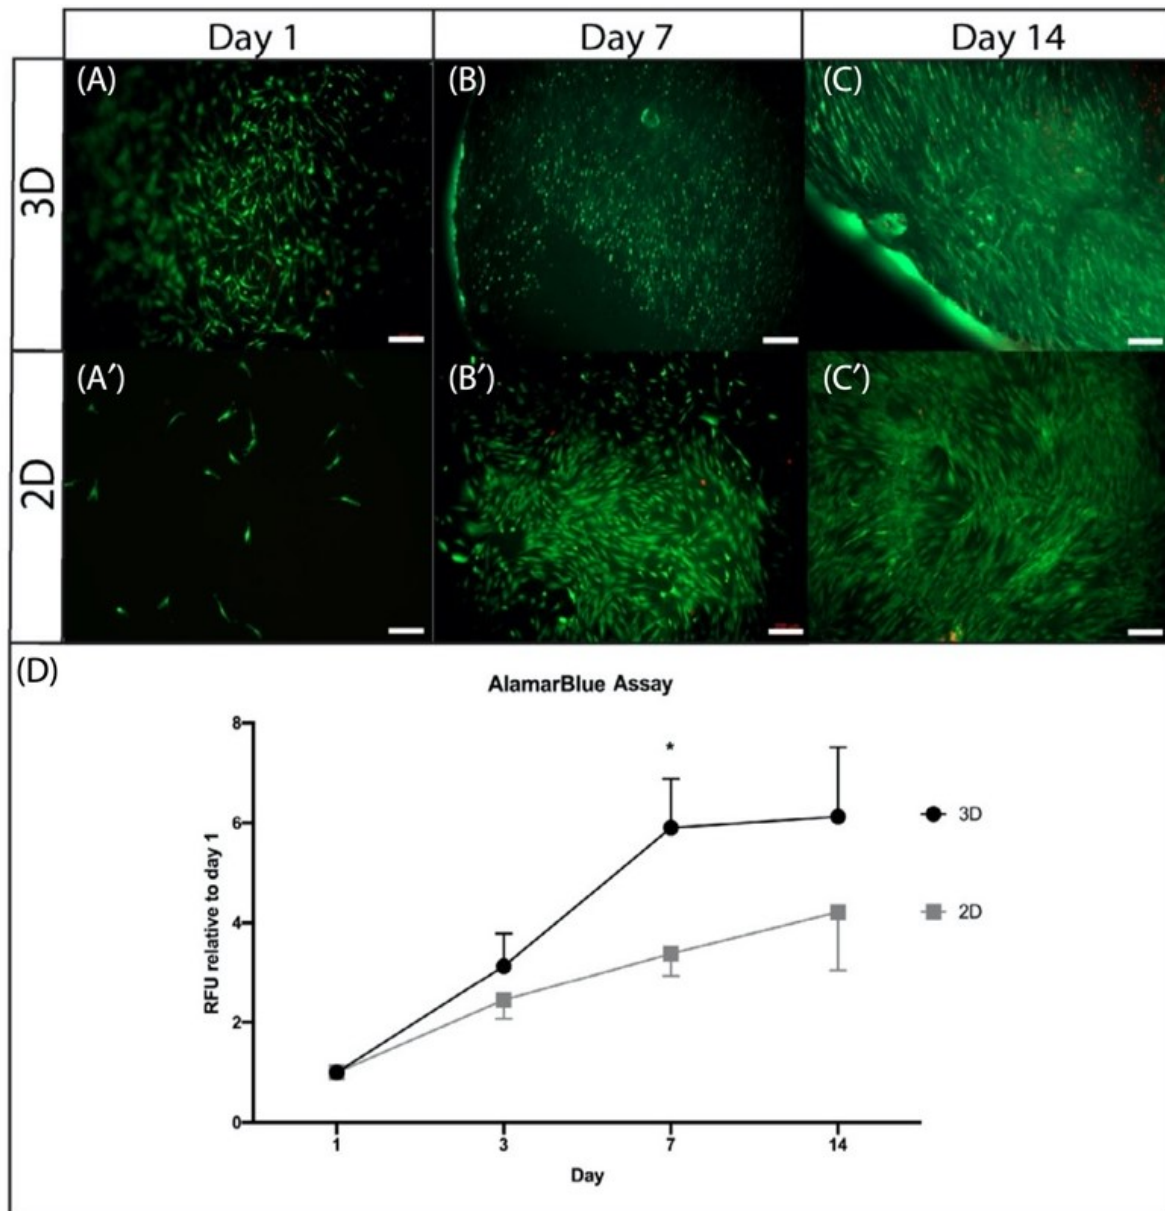 Day 1 Day 7 Day 14
3D
(A) (B) (C)
2D
(A′) (B′) (C′)
(D)
AlamarBlue Assay
RFU relative to day 1
8
6
4
2
0
*
3D
2D
1 3 7 14
Day